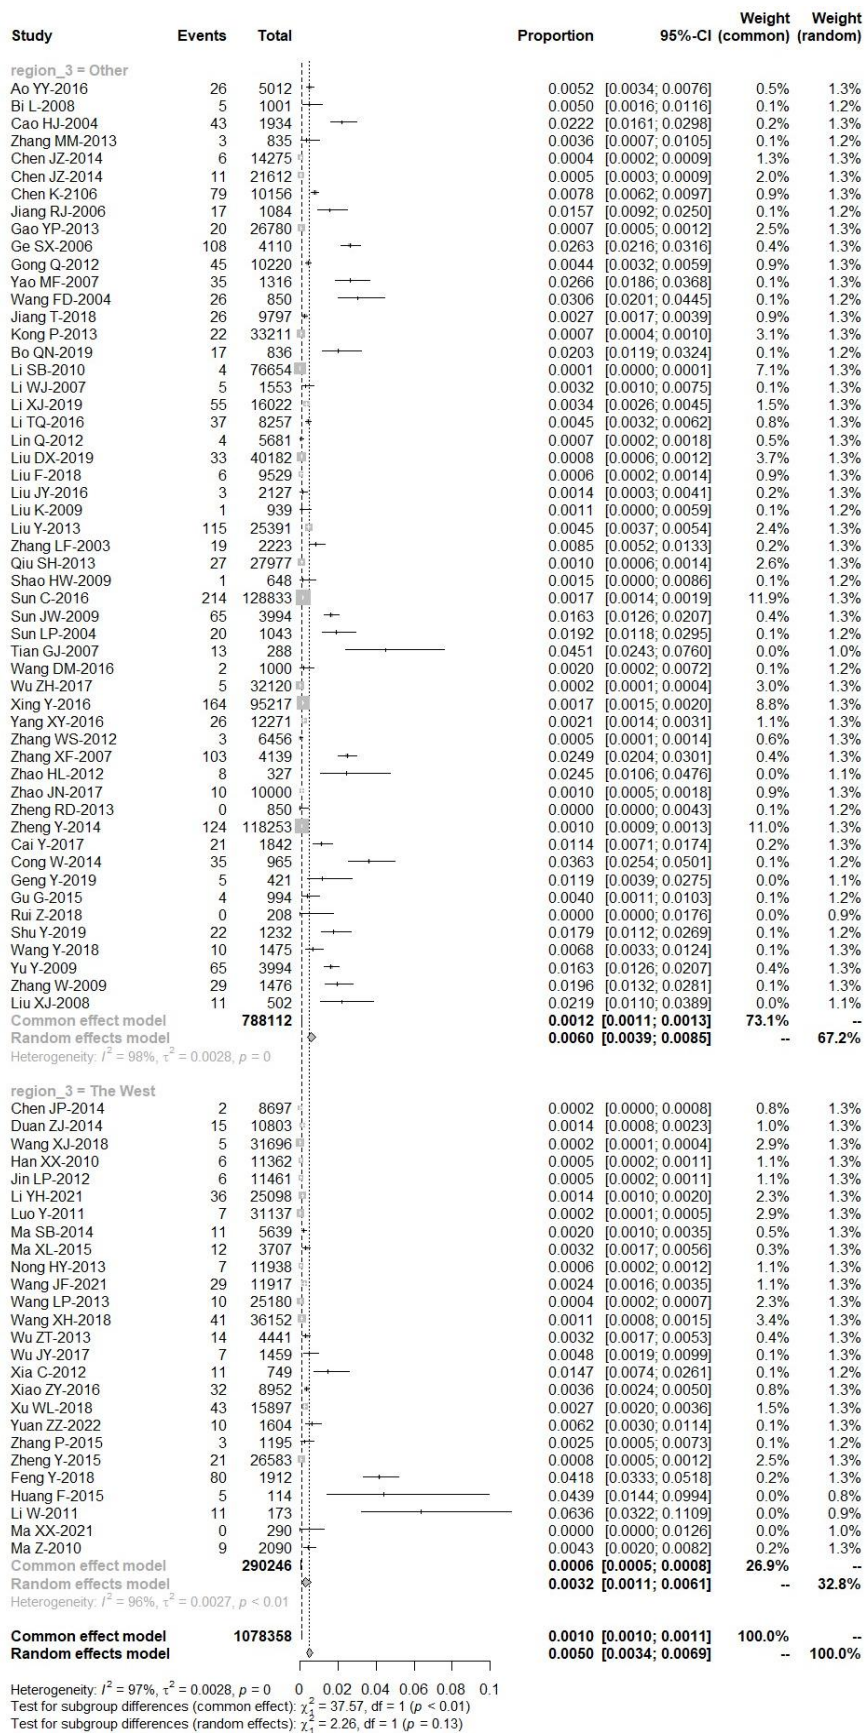 Study Events Total Proportion 95%-CI Weight (common) Weight (random)
region_3 = Other
Ao YY-2016 26 5012 0.0052 [0.0034; 0.0076] 0.5% 1.3%
Bi L-2008 5 1001 0.0050 [0.0016; 0.0116] 0.1% 1.2%
Cao HJ-2004 43 1934 0.0222 [0.0161; 0.0298] 0.2% 1.3%
Zhang MM-2013 3 835 0.0036 [0.0007; 0.0105] 0.1% 1.2%
Chen JZ-2014 6 14275 0.0004 [0.0002; 0.0009] 1.3% 1.3%
Chen JZ-2014 11 21612 0.0005 [0.0003; 0.0009] 2.0% 1.3%
Chen K-2106 79 10156 0.0078 [0.0062; 0.0097] 0.9% 1.3%
Jiang RJ-2006 17 1084 0.0157 [0.0092; 0.0250] 0.1% 1.2%
Gao YP-2013 20 26780 0.0007 [0.0005; 0.0012] 2.5% 1.3%
Ge SX-2006 108 4110 0.0263 [0.0216; 0.0316] 0.4% 1.3%
Gong Q-2012 45 10220 0.0044 [0.0032; 0.0059] 0.9% 1.3%
Yao MF-2007 35 1316 0.0266 [0.0186; 0.0368] 0.1% 1.2%
Wang FD-2004 26 850 0.0306 [0.0201; 0.0445] 0.1% 1.2%
Jiang T-2018 26 9797 0.0027 [0.0017; 0.0039] 0.9% 1.3%
Kong P-2013 22 33211 0.0007 [0.0004; 0.0010] 3.1% 1.3%
Bo QN-2019 17 836 0.0203 [0.0119; 0.0324] 0.1% 1.2%
Li SB-2010 4 76654 0.0001 [0.0000; 0.0001] 7.1% 1.3%
Li WJ-2007 5 1553 0.0032 [0.0010; 0.0075] 0.1% 1.3%
Li XJ-2019 55 16022 0.0034 [0.0026; 0.0045] 1.5% 1.3%
Li TQ-2016 37 8257 0.0045 [0.0032; 0.0062] 0.8% 1.3%
Lin Q-2012 4 5681 0.0007 [0.0002; 0.0018] 0.5% 1.3%
Liu DX-2019 33 40182 0.0008 [0.0006; 0.0012] 3.7% 1.3%
Liu F-2018 6 9529 0.0006 [0.0002; 0.0014] 0.9% 1.3%
Liu JY-2016 3 2127 0.0014 [0.0003; 0.0041] 0.2% 1.3%
Liu K-2009 1 939 0.0011 [0.0000; 0.0059] 0.1% 1.2%
Liu Y-2013 115 25391 0.0045 [0.0037; 0.0054] 2.4% 1.3%
Zhang LF-2003 19 2223 0.0085 [0.0052; 0.0133] 0.2% 1.3%
Qiu SH-2013 27 27977 0.0010 [0.0006; 0.0014] 2.6% 1.3%
Shao HW-2009 1 648 0.0015 [0.0000; 0.0086] 0.1% 1.2%
Sun C-2016 214 128833 0.0017 [0.0014; 0.0019] 11.9% 1.3%
Sun JW-2009 65 3994 0.0163 [0.0126; 0.0207] 0.4% 1.3%
Sun LP-2004 20 1043 0.0192 [0.0118; 0.0295] 0.1% 1.2%
Tian GJ-2007 13 288 0.0451 [0.0243; 0.0760] 0.0% 1.0%
Wang DM-2016 2 1000 0.0020 [0.0002; 0.0072] 0.1% 1.2%
Wu ZH-2017 5 32120 0.0002 [0.0001; 0.0004] 3.0% 1.3%
Xing Y-2016 164 95217 0.0017 [0.0015; 0.0020] 8.8% 1.3%
Yang XY-2016 26 12271 0.0021 [0.0014; 0.0031] 1.1% 1.3%
Zhang WS-2012 3 6456 0.0005 [0.0001; 0.0014] 0.6% 1.3%
Zhang XF-2007 103 4139 0.0249 [0.0204; 0.0301] 0.4% 1.3%
Zhao HL-2012 8 327 0.0245 [0.0106; 0.0476] 0.0% 1.1%
Zhao JN-2017 10 10000 0.0010 [0.0005; 0.0018] 0.9% 1.3%
Zheng RD-2013 0 850 0.0000 [0.0000; 0.0043] 0.1% 1.2%
Zheng Y-2014 124 118253 0.0010 [0.0009; 0.0013] 11.0% 1.3%
Cai Y-2017 21 1842 0.0114 [0.0071; 0.0174] 0.2% 1.3%
Cong W-2014 35 965 0.0363 [0.0254; 0.0501] 0.1% 1.2%
Geng Y-2019 5 421 0.0119 [0.0039; 0.0275] 0.0% 1.1%
Gu G-2015 4 994 0.0040 [0.0011; 0.0103] 0.1% 1.2%
Rui Z-2018 0 208 0.0000 [0.0000; 0.0176] 0.0% 0.9%
Shu Y-2019 22 1232 0.0179 [0.0112; 0.0269] 0.1% 1.2%
Wang Y-2018 10 1475 0.0068 [0.0033; 0.0124] 0.1% 1.2%
Yu Y-2009 65 3994 0.0163 [0.0126; 0.0207] 0.4% 1.3%
Zhang W-2009 29 1476 0.0196 [0.0132; 0.0281] 0.1% 1.3%
Liu XJ-2008 11 502 0.0219 [0.0110; 0.0389] 0.0% 1.1%
Common effect model 788112 0.0012 [0.0011; 0.0013] 73.1% --
Random effects model 0.0060 [0.0039; 0.0085] -- 67.2%
Heterogeneity: I² = 98%, τ² = 0.0028, p = 0
region_3 = The West
Chen JP-2014 2 8697 0.0002 [0.0000; 0.0008] 0.8% 1.3%
Duan ZJ-2014 15 10803 0.0014 [0.0008; 0.0023] 1.0% 1.3%
Wang XJ-2018 5 31696 0.0002 [0.0001; 0.0004] 2.9% 1.3%
Han XX-2010 6 11362 0.0005 [0.0002; 0.0011] 1.1% 1.3%
Jin LP-2012 6 11461 0.0005 [0.0002; 0.0011] 1.1% 1.3%
Li YH-2021 36 25098 0.0014 [0.0010; 0.0020] 2.3% 1.3%
Luo Y-2011 7 31137 0.0002 [0.0001; 0.0005] 2.9% 1.3%
Ma SB-2014 11 5639 0.0020 [0.0010; 0.0035] 0.5% 1.3%
Ma XL-2015 12 3707 0.0032 [0.0017; 0.0056] 0.3% 1.3%
Nong HY-2013 7 11938 0.0006 [0.0002; 0.0012] 1.1% 1.3%
Wang JF-2021 29 11917 0.0024 [0.0016; 0.0035] 1.1% 1.3%
Wang LP-2013 10 25180 0.0004 [0.0002; 0.0007] 2.3% 1.3%
Wang XH-2018 41 36152 0.0011 [0.0008; 0.0015] 3.4% 1.3%
Wu ZT-2013 14 4441 0.0032 [0.0017; 0.0053] 0.4% 1.3%
Wu JY-2017 7 1459 0.0048 [0.0019; 0.0099] 0.1% 1.2%
Xia C-2012 11 749 0.0147 [0.0074; 0.0261] 0.1% 1.2%
Xiao ZY-2016 32 8952 0.0036 [0.0024; 0.0050] 0.8% 1.3%
Xu WL-2018 43 15897 0.0027 [0.0020; 0.0036] 1.5% 1.3%
Yuan ZZ-2022 10 1604 0.0062 [0.0030; 0.0114] 0.1% 1.3%
Zhang P-2015 3 1195 0.0025 [0.0005; 0.0073] 0.1% 1.2%
Zheng Y-2015 21 26583 0.0008 [0.0005; 0.0012] 2.5% 1.3%
Feng Y-2018 80 1912 0.0418 [0.0333; 0.0518] 0.2% 1.3%
Huang F-2015 5 114 0.0439 [0.0144; 0.0994] 0.0% 0.8%
Li W-2011 11 173 0.0636 [0.0322; 0.1109] 0.0% 0.9%
Ma XX-2021 0 290 0.0000 [0.0000; 0.0126] 0.0% 1.0%
Ma Z-2010 9 2090 0.0043 [0.0020; 0.0082] 0.2% 1.3%
Common effect model 290246 0.0006 [0.0005; 0.0008] 26.9% --
Random effects model 0.0032 [0.0011; 0.0061] -- 32.8%
Heterogeneity: I² = 96%, τ² = 0.0027, p < 0.01
Common effect model 1078358 0.0010 [0.0010; 0.0011] 100.0% --
Random effects model 0.0050 [0.0034; 0.0069] -- 100.0%
Heterogeneity: I² = 97%, τ² = 0.0028, p = 0 0 0.02 0.04 0.06 0.08 0.1
Test for subgroup differences (common effect): χ₁² = 37.57, df = 1 (p < 0.01)
Test for subgroup differences (random effects): χ₁² = 2.26, df = 1 (p = 0.13)